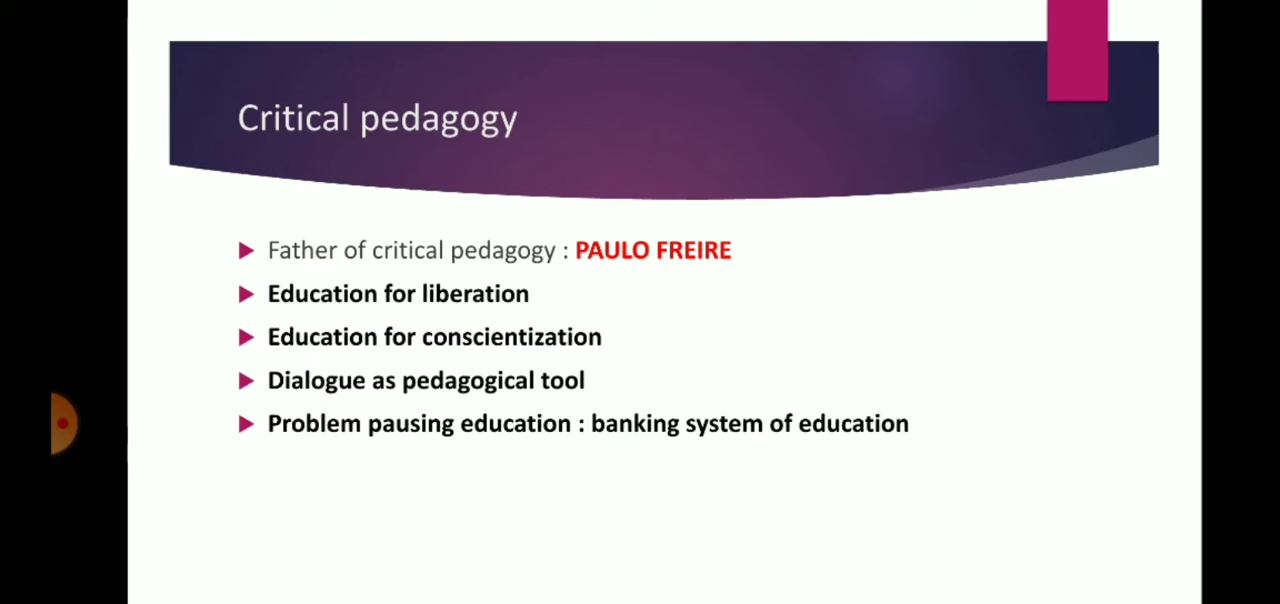 Critical pedagogy
Father of critical pedagogy : PAULO FREIRE
Education for liberation
Education for conscientization
Dialogue as pedagogical tool
Problem pausing education : banking system of education